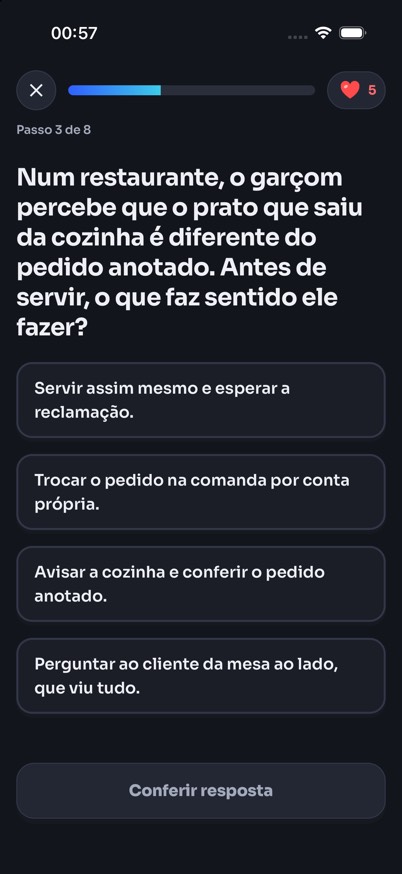 00:57
5
Passo 3 de 8
Num restaurante, o garçom
percebe que o prato que saiu
da cozinha é diferente do
pedido anotado. Antes de
servir, o que faz sentido ele
fazer?
Servir assim mesmo e esperar a
reclamação.
Trocar o pedido na comanda por conta
própria.
Avisar a cozinha e conferir o pedido
anotado.
Perguntar ao cliente da mesa ao lado,
que viu tudo.
Conferir resposta